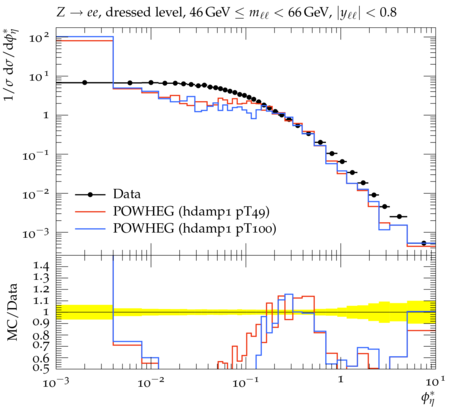 Z → ee, dressed level, 46 GeV ≤ mℓℓ < 66 GeV, |yℓℓ| < 0.8
1/σ dσ/dφ*η
10²
10¹
1
10⁻¹
10⁻²
10⁻³
Data
POWHEG (hdamp1 pT49)
POWHEG (hdamp1 pT100)
MC/Data
1.4
1.3
1.2
1.1
1
0.9
0.8
0.7
0.6
0.5
10⁻³ 10⁻² 10⁻¹ 1 10¹
φ*η